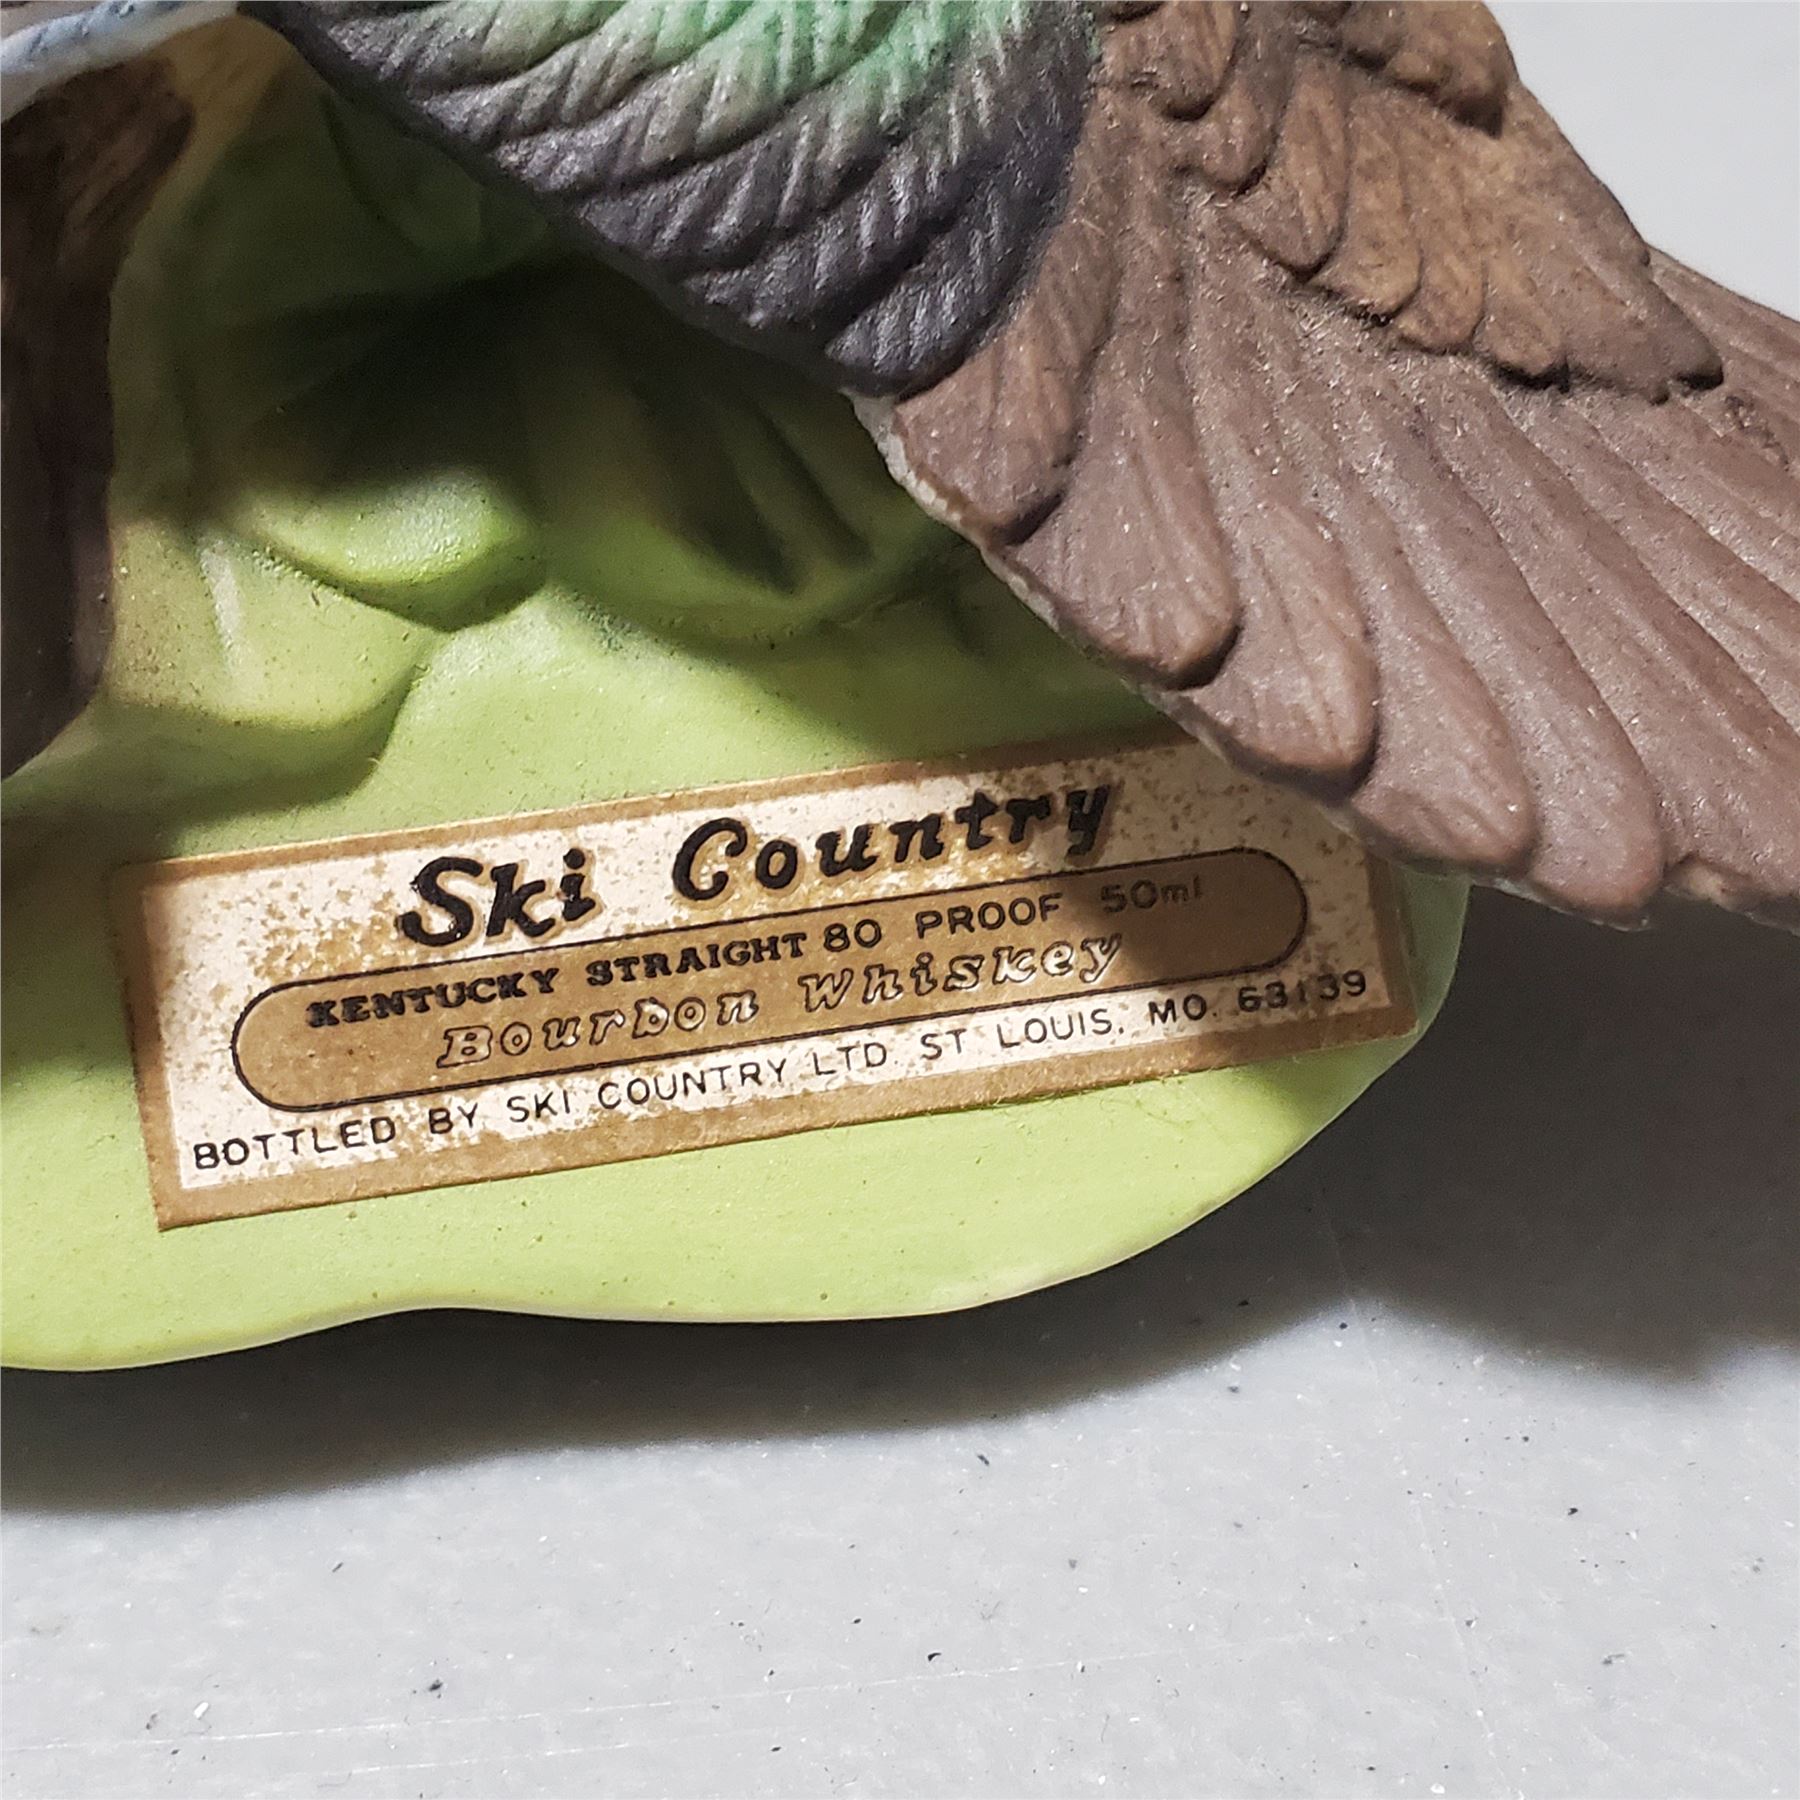 Ski Country
KENTUCKY STRAIGHT 80 PROOF 50ml
Bourbon Whiskey
BOTTLED BY SKI COUNTRY LTD. ST LOUIS, MO. 63139